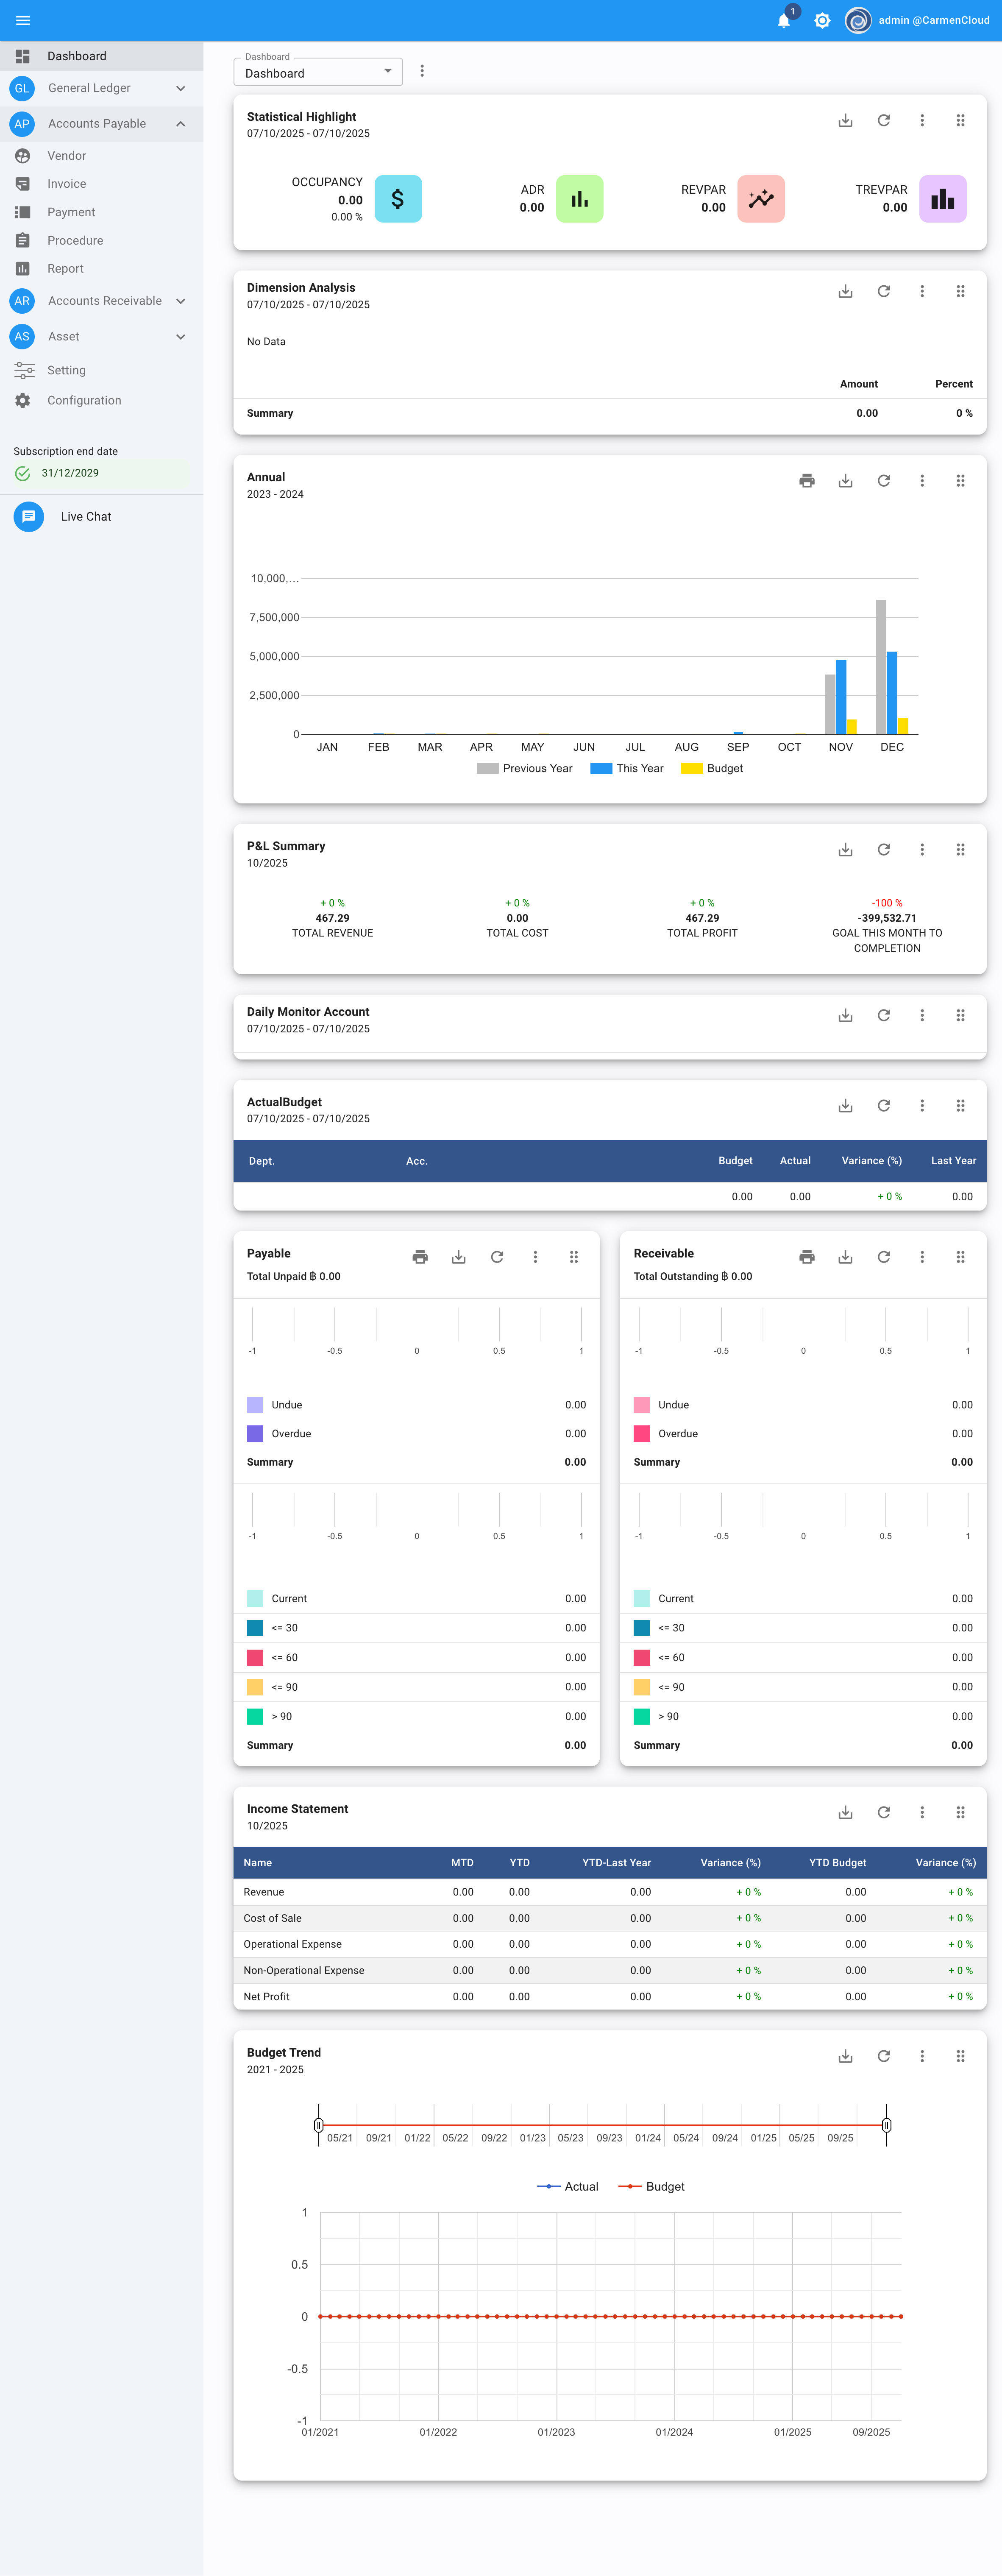 1
admin @CarmenCloud
Dashboard
GL General Ledger
AP Accounts Payable
Vendor
Invoice
Payment
Procedure
Report
AR Accounts Receivable
AS Asset
Setting
Configuration
Subscription end date
31/12/2029
Live Chat
Dashboard
Dashboard
Statistical Highlight
07/10/2025 - 07/10/2025
OCCUPANCY
0.00
0.00 %
$
ADR
0.00
REVPAR
0.00
TREVPAR
0.00
Dimension Analysis
07/10/2025 - 07/10/2025
No Data
Amount Percent
Summary 0.00 0 %
Annual
2023 - 2024
10,000,...
7,500,000
5,000,000
2,500,000
0
JAN FEB MAR APR MAY JUN JUL AUG SEP OCT NOV DEC
Previous Year This Year Budget
P&L Summary
10/2025
+ 0 %
467.29
TOTAL REVENUE
+ 0 %
0.00
TOTAL COST
+ 0 %
467.29
TOTAL PROFIT
-100 %
-399,532.71
GOAL THIS MONTH TO
COMPLETION
Daily Monitor Account
07/10/2025 - 07/10/2025
ActualBudget
07/10/2025 - 07/10/2025
Dept. Acc. Budget Actual Variance (%) Last Year
0.00 0.00 + 0 % 0.00
Payable
Total Unpaid ฿ 0.00
-1 -0.5 0 0.5 1
Undue 0.00
Overdue 0.00
Summary 0.00
-1 -0.5 0 0.5 1
Current 0.00
<= 30 0.00
<= 60 0.00
<= 90 0.00
> 90 0.00
Summary 0.00
Receivable
Total Outstanding ฿ 0.00
-1 -0.5 0 0.5 1
Undue 0.00
Overdue 0.00
Summary 0.00
-1 -0.5 0 0.5 1
Current 0.00
<= 30 0.00
<= 60 0.00
<= 90 0.00
> 90 0.00
Summary 0.00
Income Statement
10/2025
Name MTD YTD YTD-Last Year Variance (%) YTD Budget Variance (%)
Revenue 0.00 0.00 0.00 + 0 % 0.00 + 0 %
Cost of Sale 0.00 0.00 0.00 + 0 % 0.00 + 0 %
Operational Expense 0.00 0.00 0.00 + 0 % 0.00 + 0 %
Non-Operational Expense 0.00 0.00 0.00 + 0 % 0.00 + 0 %
Net Profit 0.00 0.00 0.00 + 0 % 0.00 + 0 %
Budget Trend
2021 - 2025
05/21 09/21 01/22 05/22 09/22 01/23 05/23 09/23 01/24 05/24 09/24 01/25 05/25 09/25
Actual Budget
1
0.5
0
-0.5
-1
01/2021 01/2022 01/2023 01/2024 01/2025 09/2025